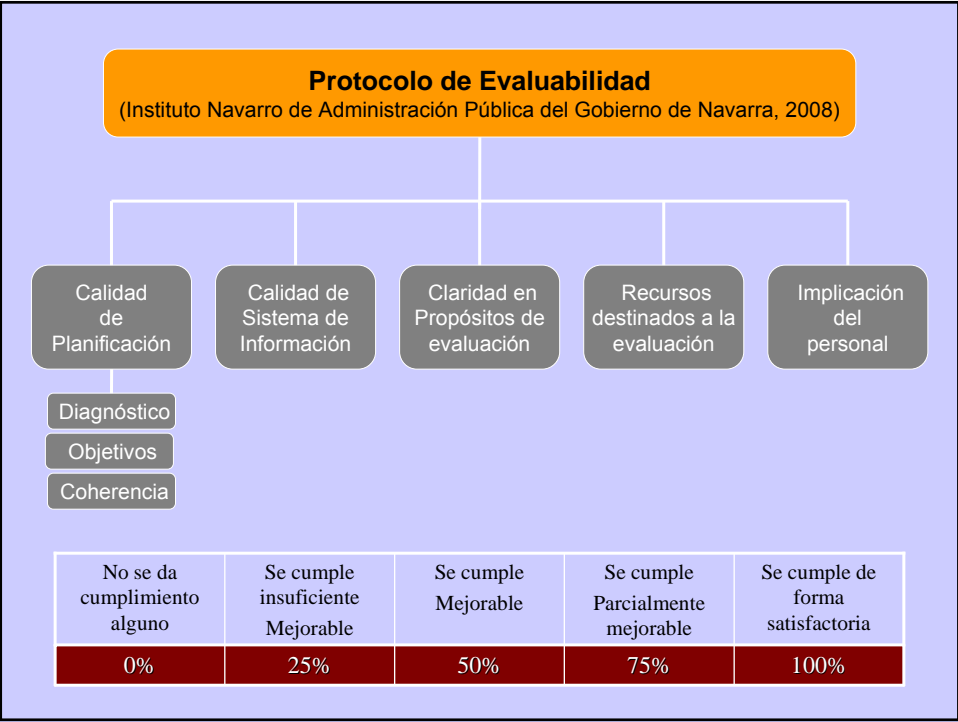 Protocolo de Evaluabilidad
(Instituto Navarro de Administración Pública del Gobierno de Navarra, 2008)
Calidad
de
Planificación
Calidad de
Sistema de
Información
Claridad en
Propósitos de
evaluación
Recursos
destinados a la
evaluación
Implicación
del
personal
Diagnóstico
Objetivos
Coherencia
No se da
cumplimiento
alguno
Se cumple
insuficiente
Mejorable
Se cumple
Mejorable
Se cumple
Parcialmente
mejorable
Se cumple de
forma
satisfactoria
0%
25%
50%
75%
100%